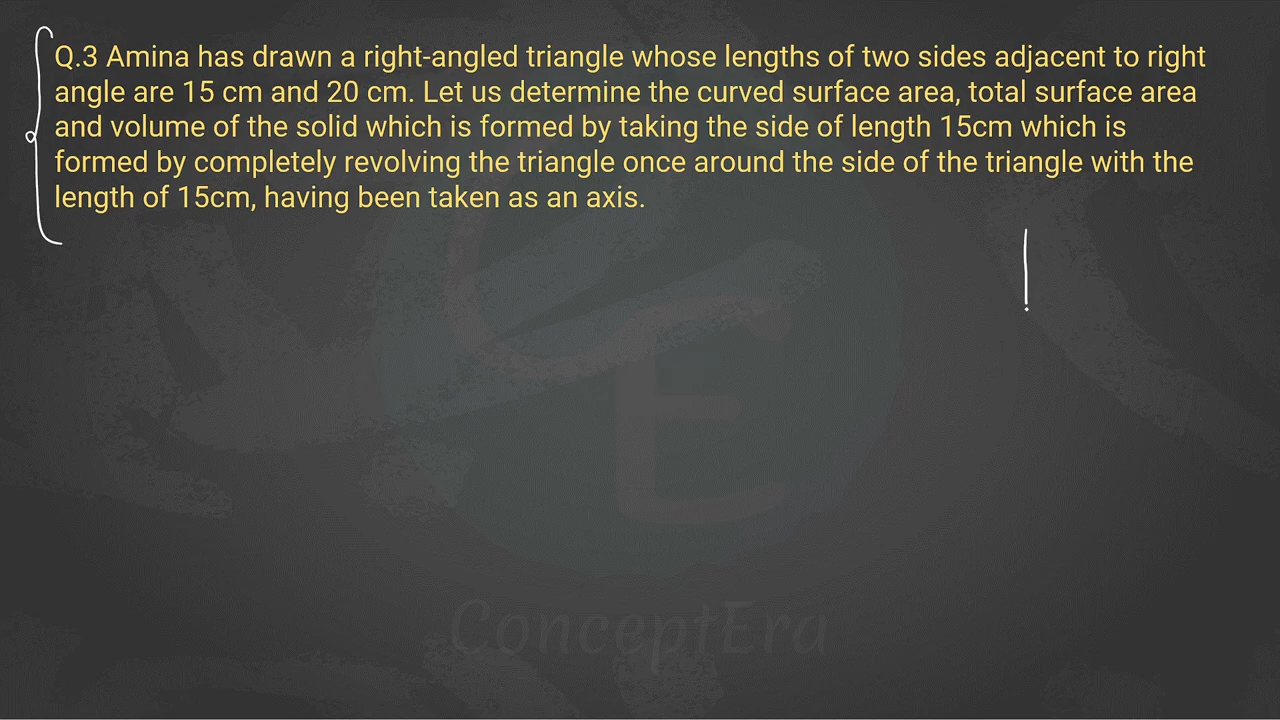 Q.3 Amina has drawn a right-angled triangle whose lengths of two sides adjacent to right
angle are 15 cm and 20 cm. Let us determine the curved surface area, total surface area
and volume of the solid which is formed by taking the side of length 15cm which is
formed by completely revolving the triangle once around the side of the triangle with the
length of 15cm, having been taken as an axis.
ConceptEra